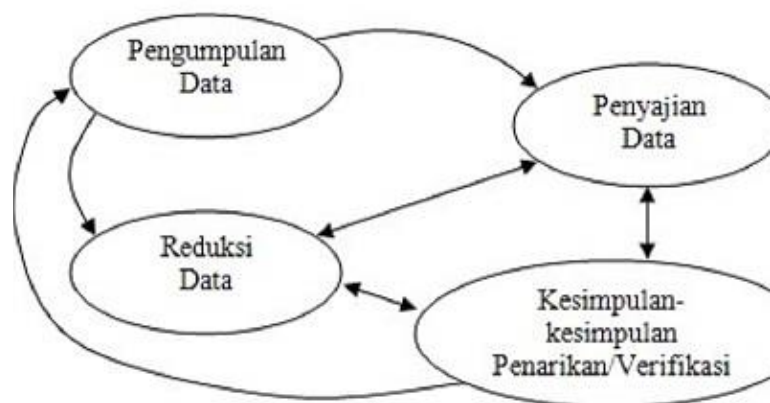 Pengumpulan
Data
Penyajian
Data
Reduksi
Data
Kesimpulan-
kesimpulan
Penarikan/Verifikasi